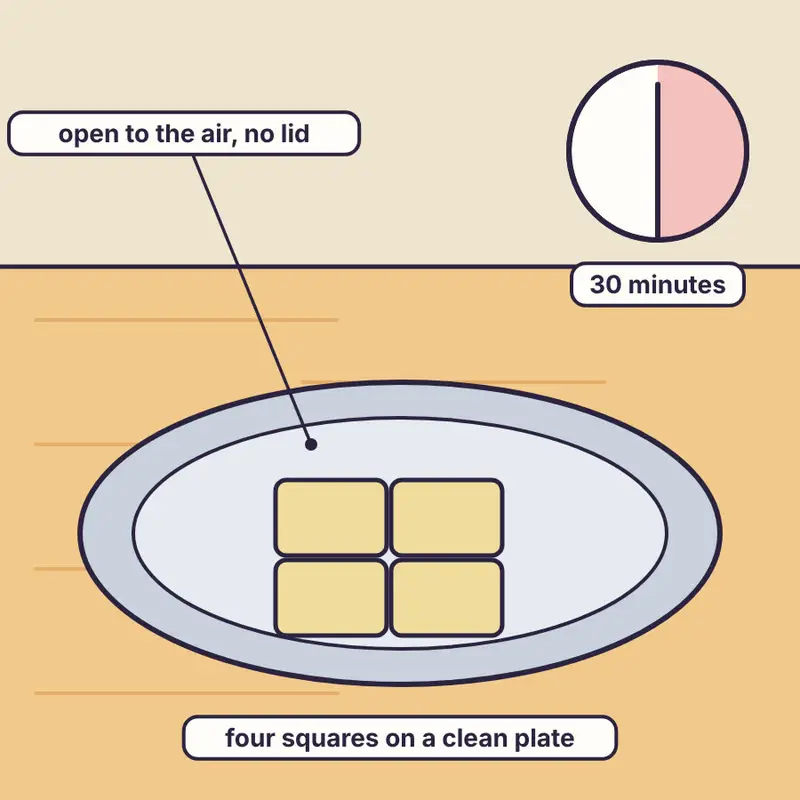 open to the air, no lid
30 minutes
four squares on a clean plate